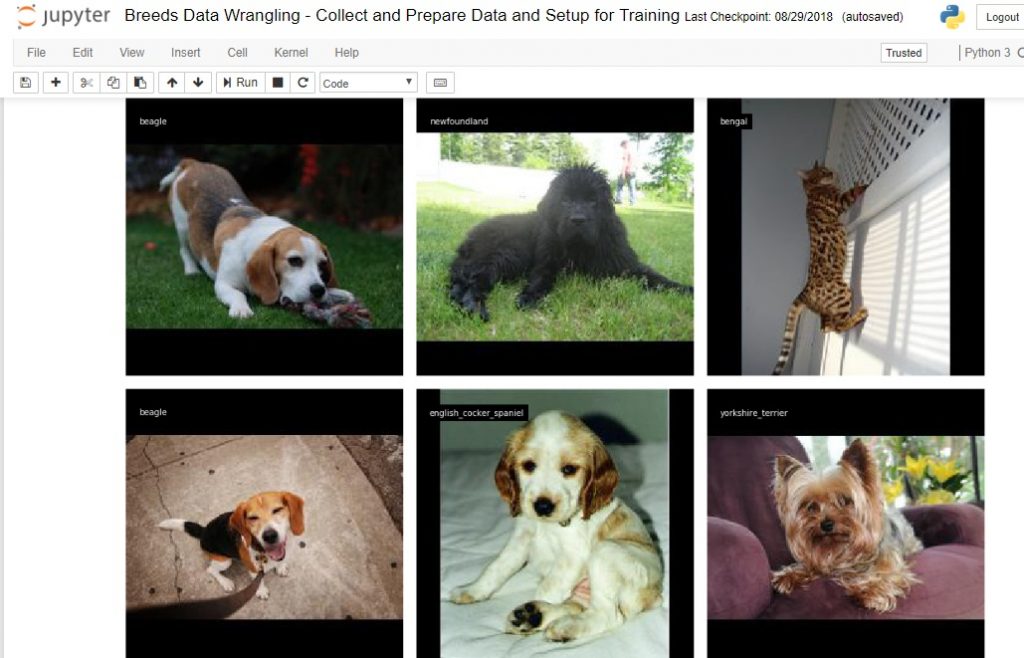 jupyter Breeds Data Wrangling - Collect and Prepare Data and Setup for Training Last Checkpoint: 08/29/2018 (autosaved) Logout
File Edit View Insert Cell Kernel Help Trusted Python 3
Run Code
beagle newfoundland bengal
beagle english_cocker_spaniel yorkshire_terrier